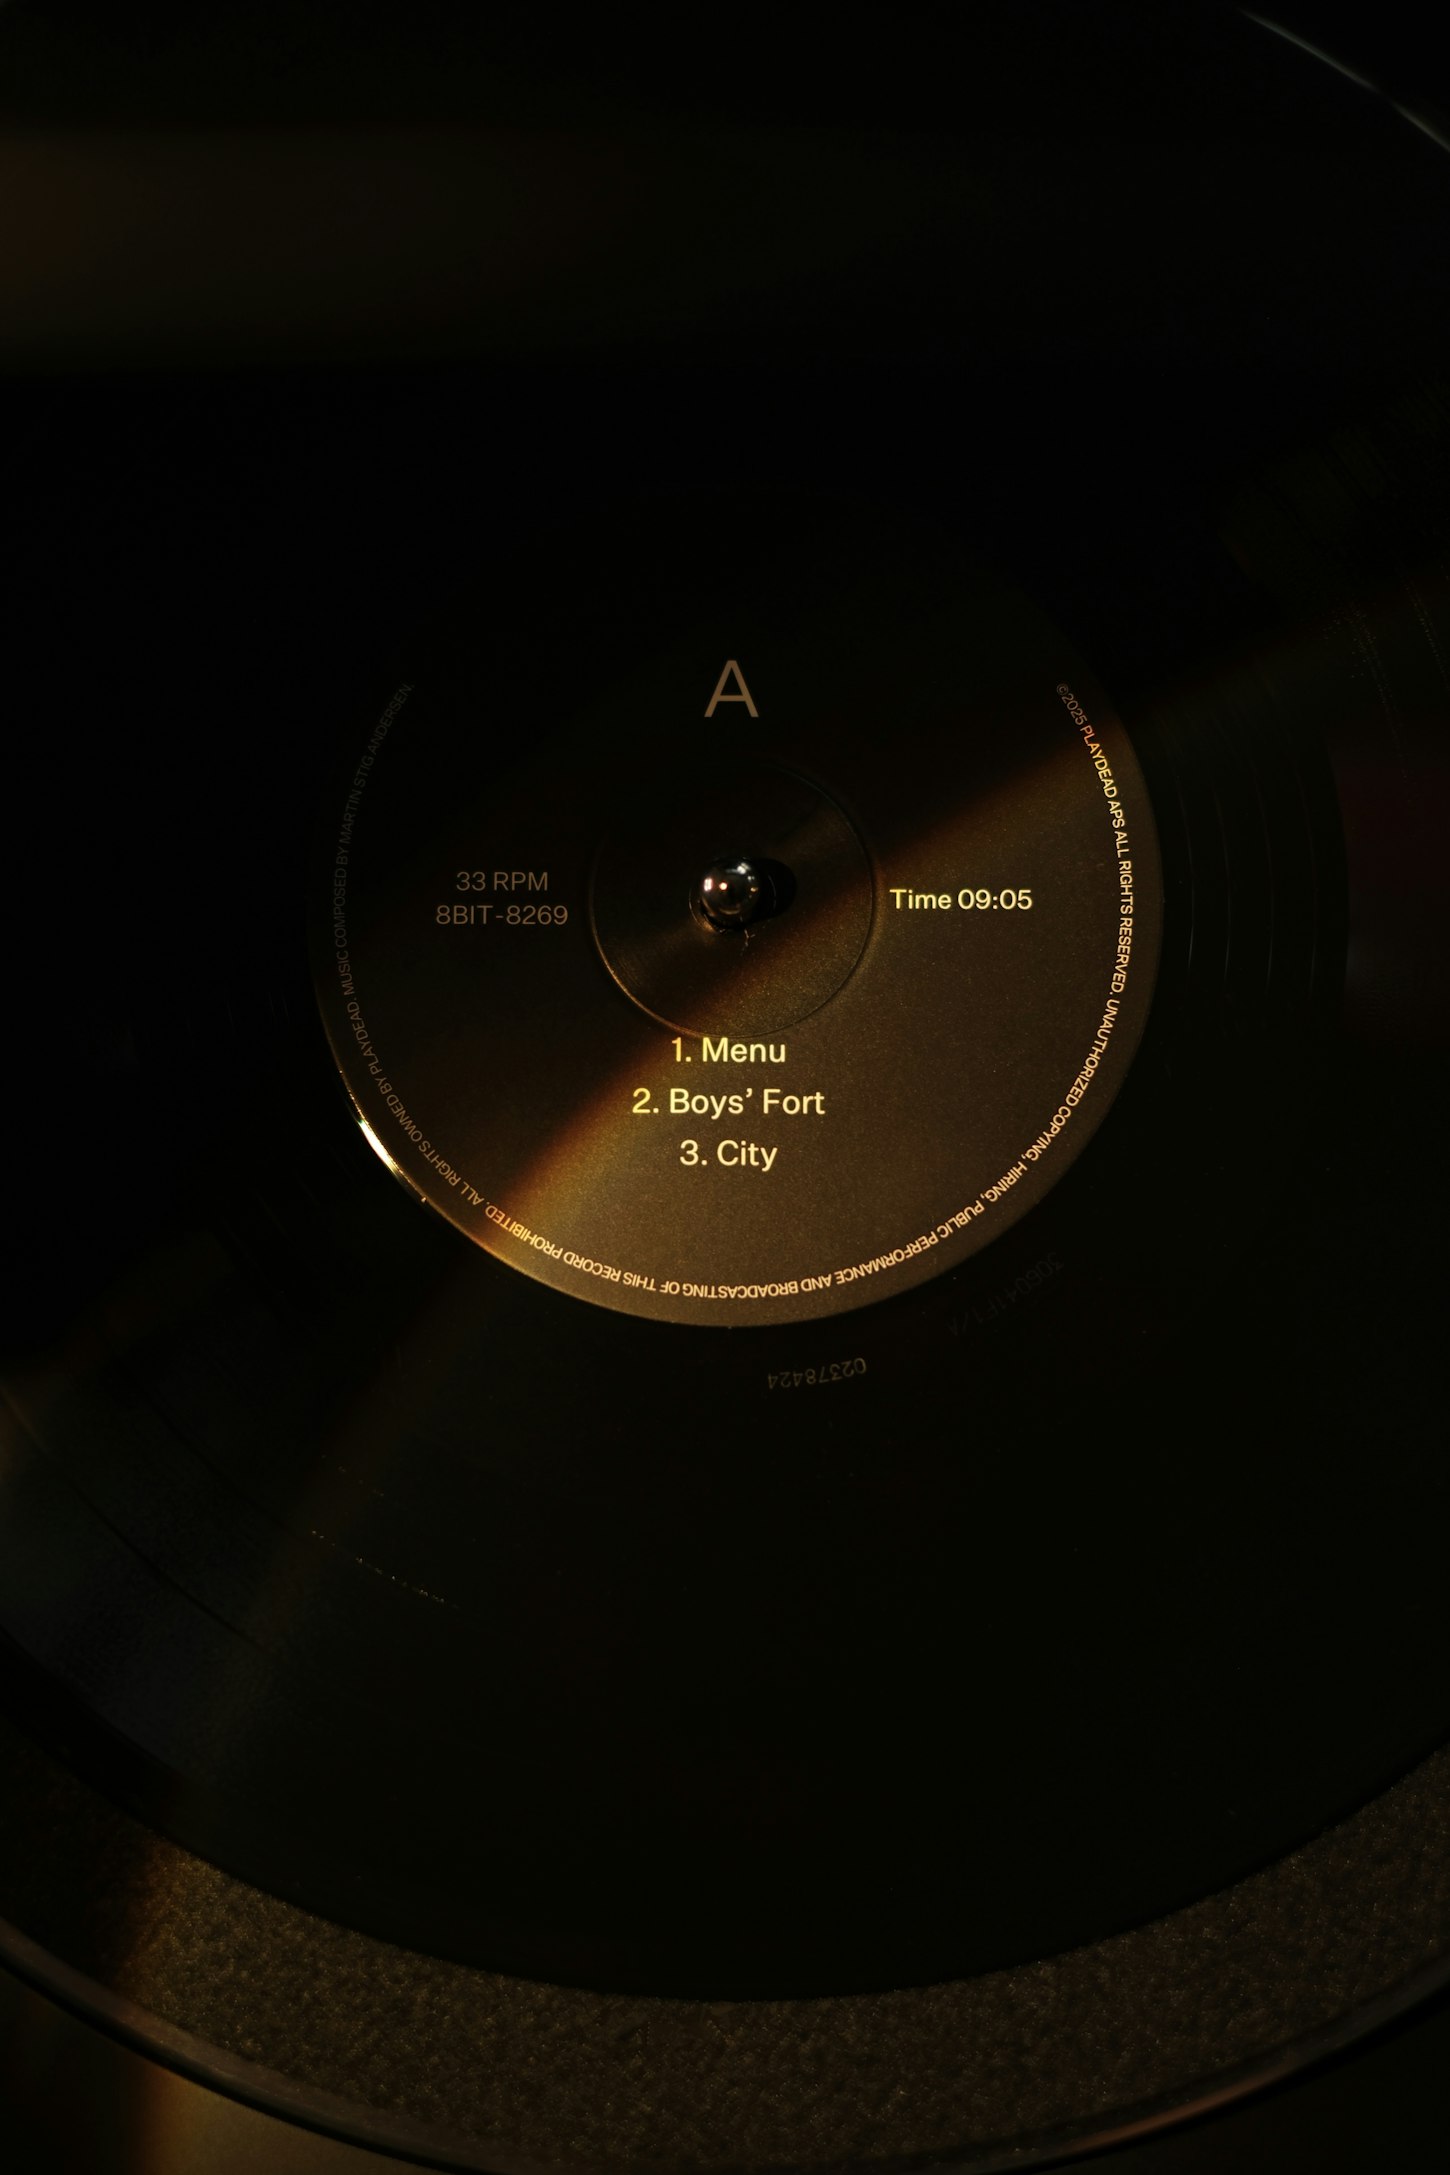 A
33 RPM
8BIT-8269
Time 09:05
1. Menu
2. Boys’ Fort
3. City
©2025 PLAYDEAD APS ALL RIGHTS RESERVED. UNAUTHORIZED COPYING, HIRING, PUBLIC PERFORMANCE AND BROADCASTING OF THIS RECORD PROHIBITED. ALL RIGHTS OWNED BY PLAYDEAD. MUSIC COMPOSED BY MARTIN STIG ANDERSEN.
02378424